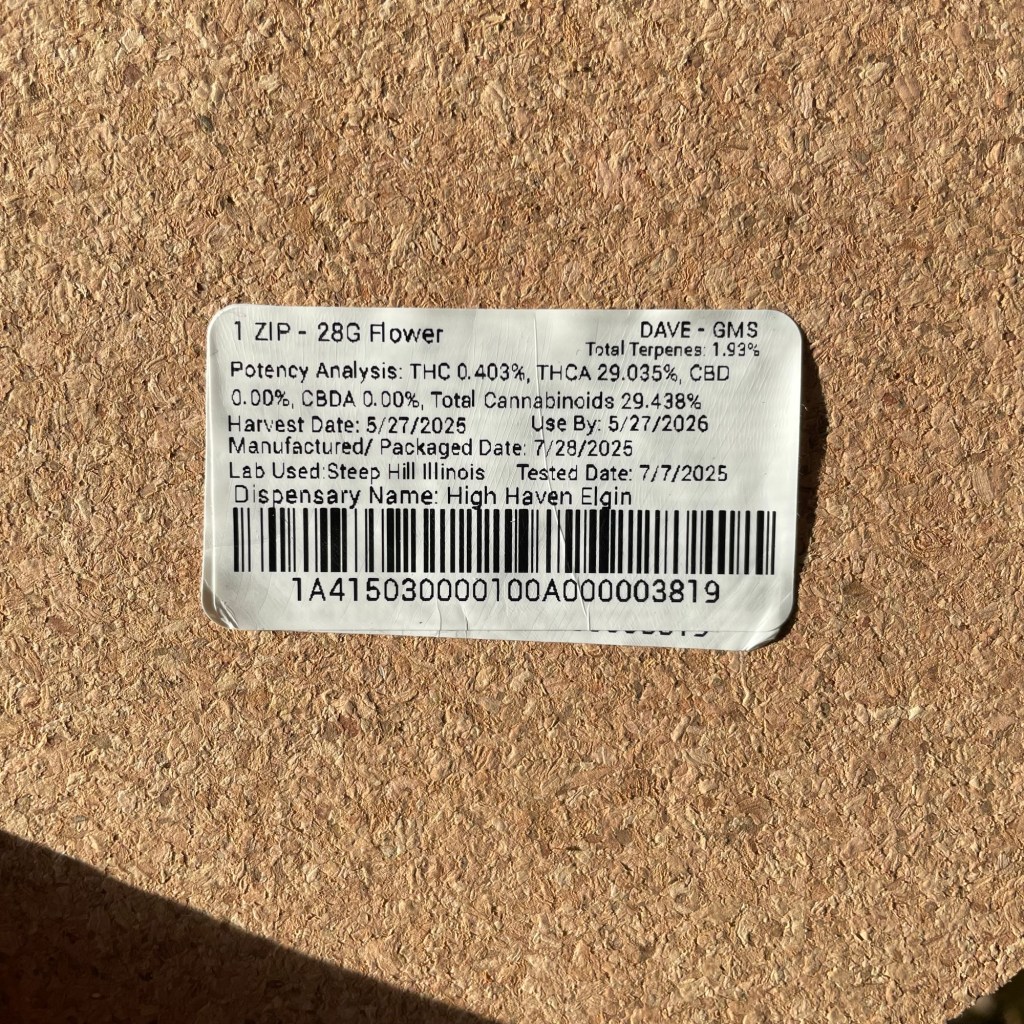 1 ZIP - 28G Flower
DAVE - GMS
Total Terpenes: 1.93%
Potency Analysis: THC 0.403%, THCA 29.035%, CBD
0.00%, CBDA 0.00%, Total Cannabinoids 29.438%
Harvest Date: 5/27/2025 Use By: 5/27/2026
Manufactured/ Packaged Date: 7/28/2025
Lab Used:Steep Hill Illinois Tested Date: 7/7/2025
Dispensary Name: High Haven Elgin
1A415030000100A000003819